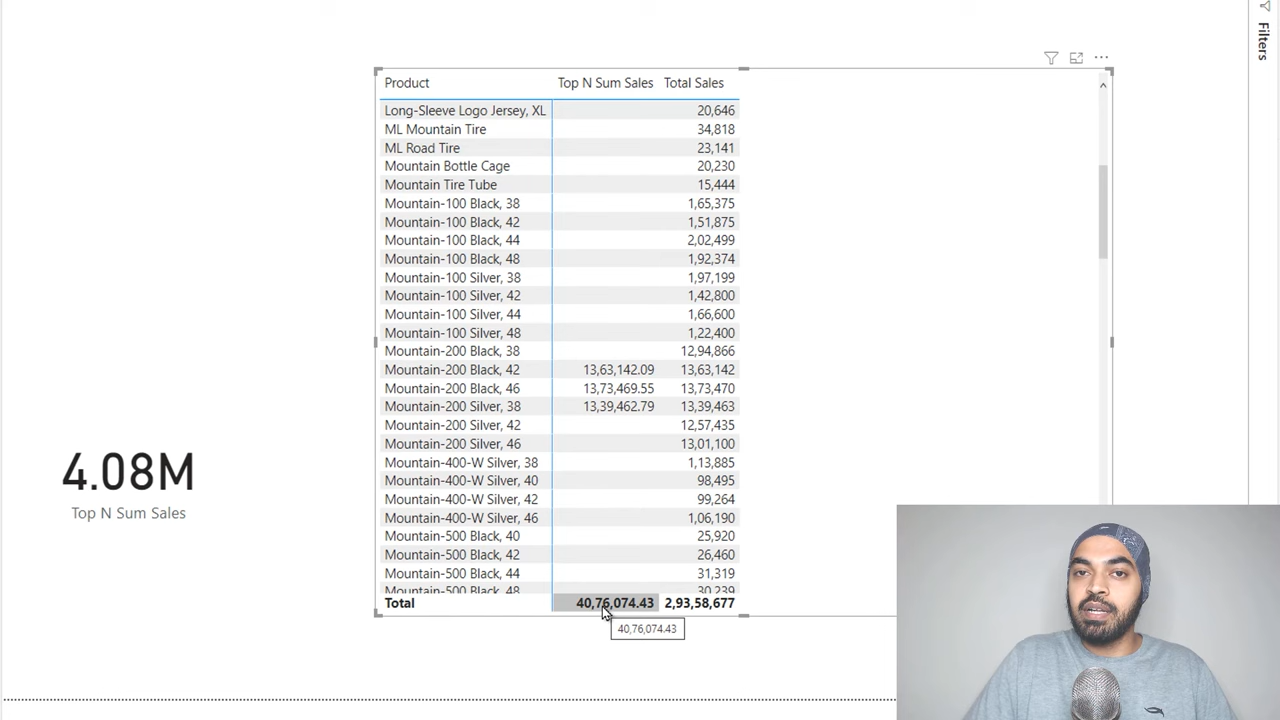 Filters
Product Top N Sum Sales Total Sales
Long-Sleeve Logo Jersey, XL 20,646
ML Mountain Tire 34,818
ML Road Tire 23,141
Mountain Bottle Cage 20,230
Mountain Tire Tube 15,444
Mountain-100 Black, 38 1,65,375
Mountain-100 Black, 42 1,51,875
Mountain-100 Black, 44 2,02,499
Mountain-100 Black, 48 1,92,374
Mountain-100 Silver, 38 1,97,199
Mountain-100 Silver, 42 1,42,800
Mountain-100 Silver, 44 1,66,600
Mountain-100 Silver, 48 1,22,400
Mountain-200 Black, 38 12,94,866
Mountain-200 Black, 42 13,63,142.09 13,63,142
Mountain-200 Black, 46 13,73,469.55 13,73,470
Mountain-200 Silver, 38 13,39,462.79 13,39,463
Mountain-200 Silver, 42 12,57,435
Mountain-200 Silver, 46 13,01,100
Mountain-400-W Silver, 38 1,13,885
Mountain-400-W Silver, 40 98,495
Mountain-400-W Silver, 42 99,264
Mountain-400-W Silver, 46 1,06,190
Mountain-500 Black, 40 25,920
Mountain-500 Black, 42 26,460
Mountain-500 Black, 44 31,319
Mountain-500 Black, 48 30,239
Total 40,76,074.43 2,93,58,677
40,76,074.43
4.08M
Top N Sum Sales